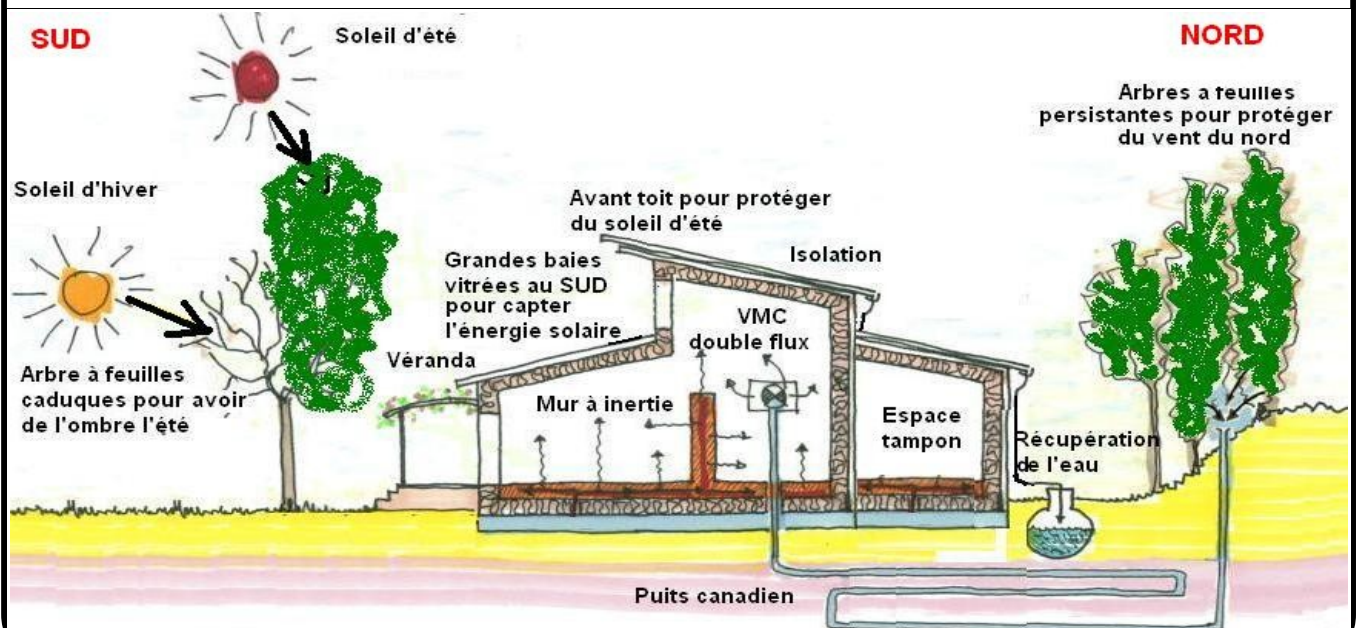 SUD
Soleil d'été
NORD
Arbres a feuilles
persistantes pour protéger
du vent du nord
Soleil d'hiver
Avant toit pour protéger
du soleil d'été
Isolation
Grandes baies
vitrées au SUD
pour capter
l'énergie solaire
VMC
double flux
Véranda
Arbre à feuilles
caduques pour avoir
de l'ombre l'été
Mur à inertie
Espace
tampon
Récupération
de l'eau
Puits canadien